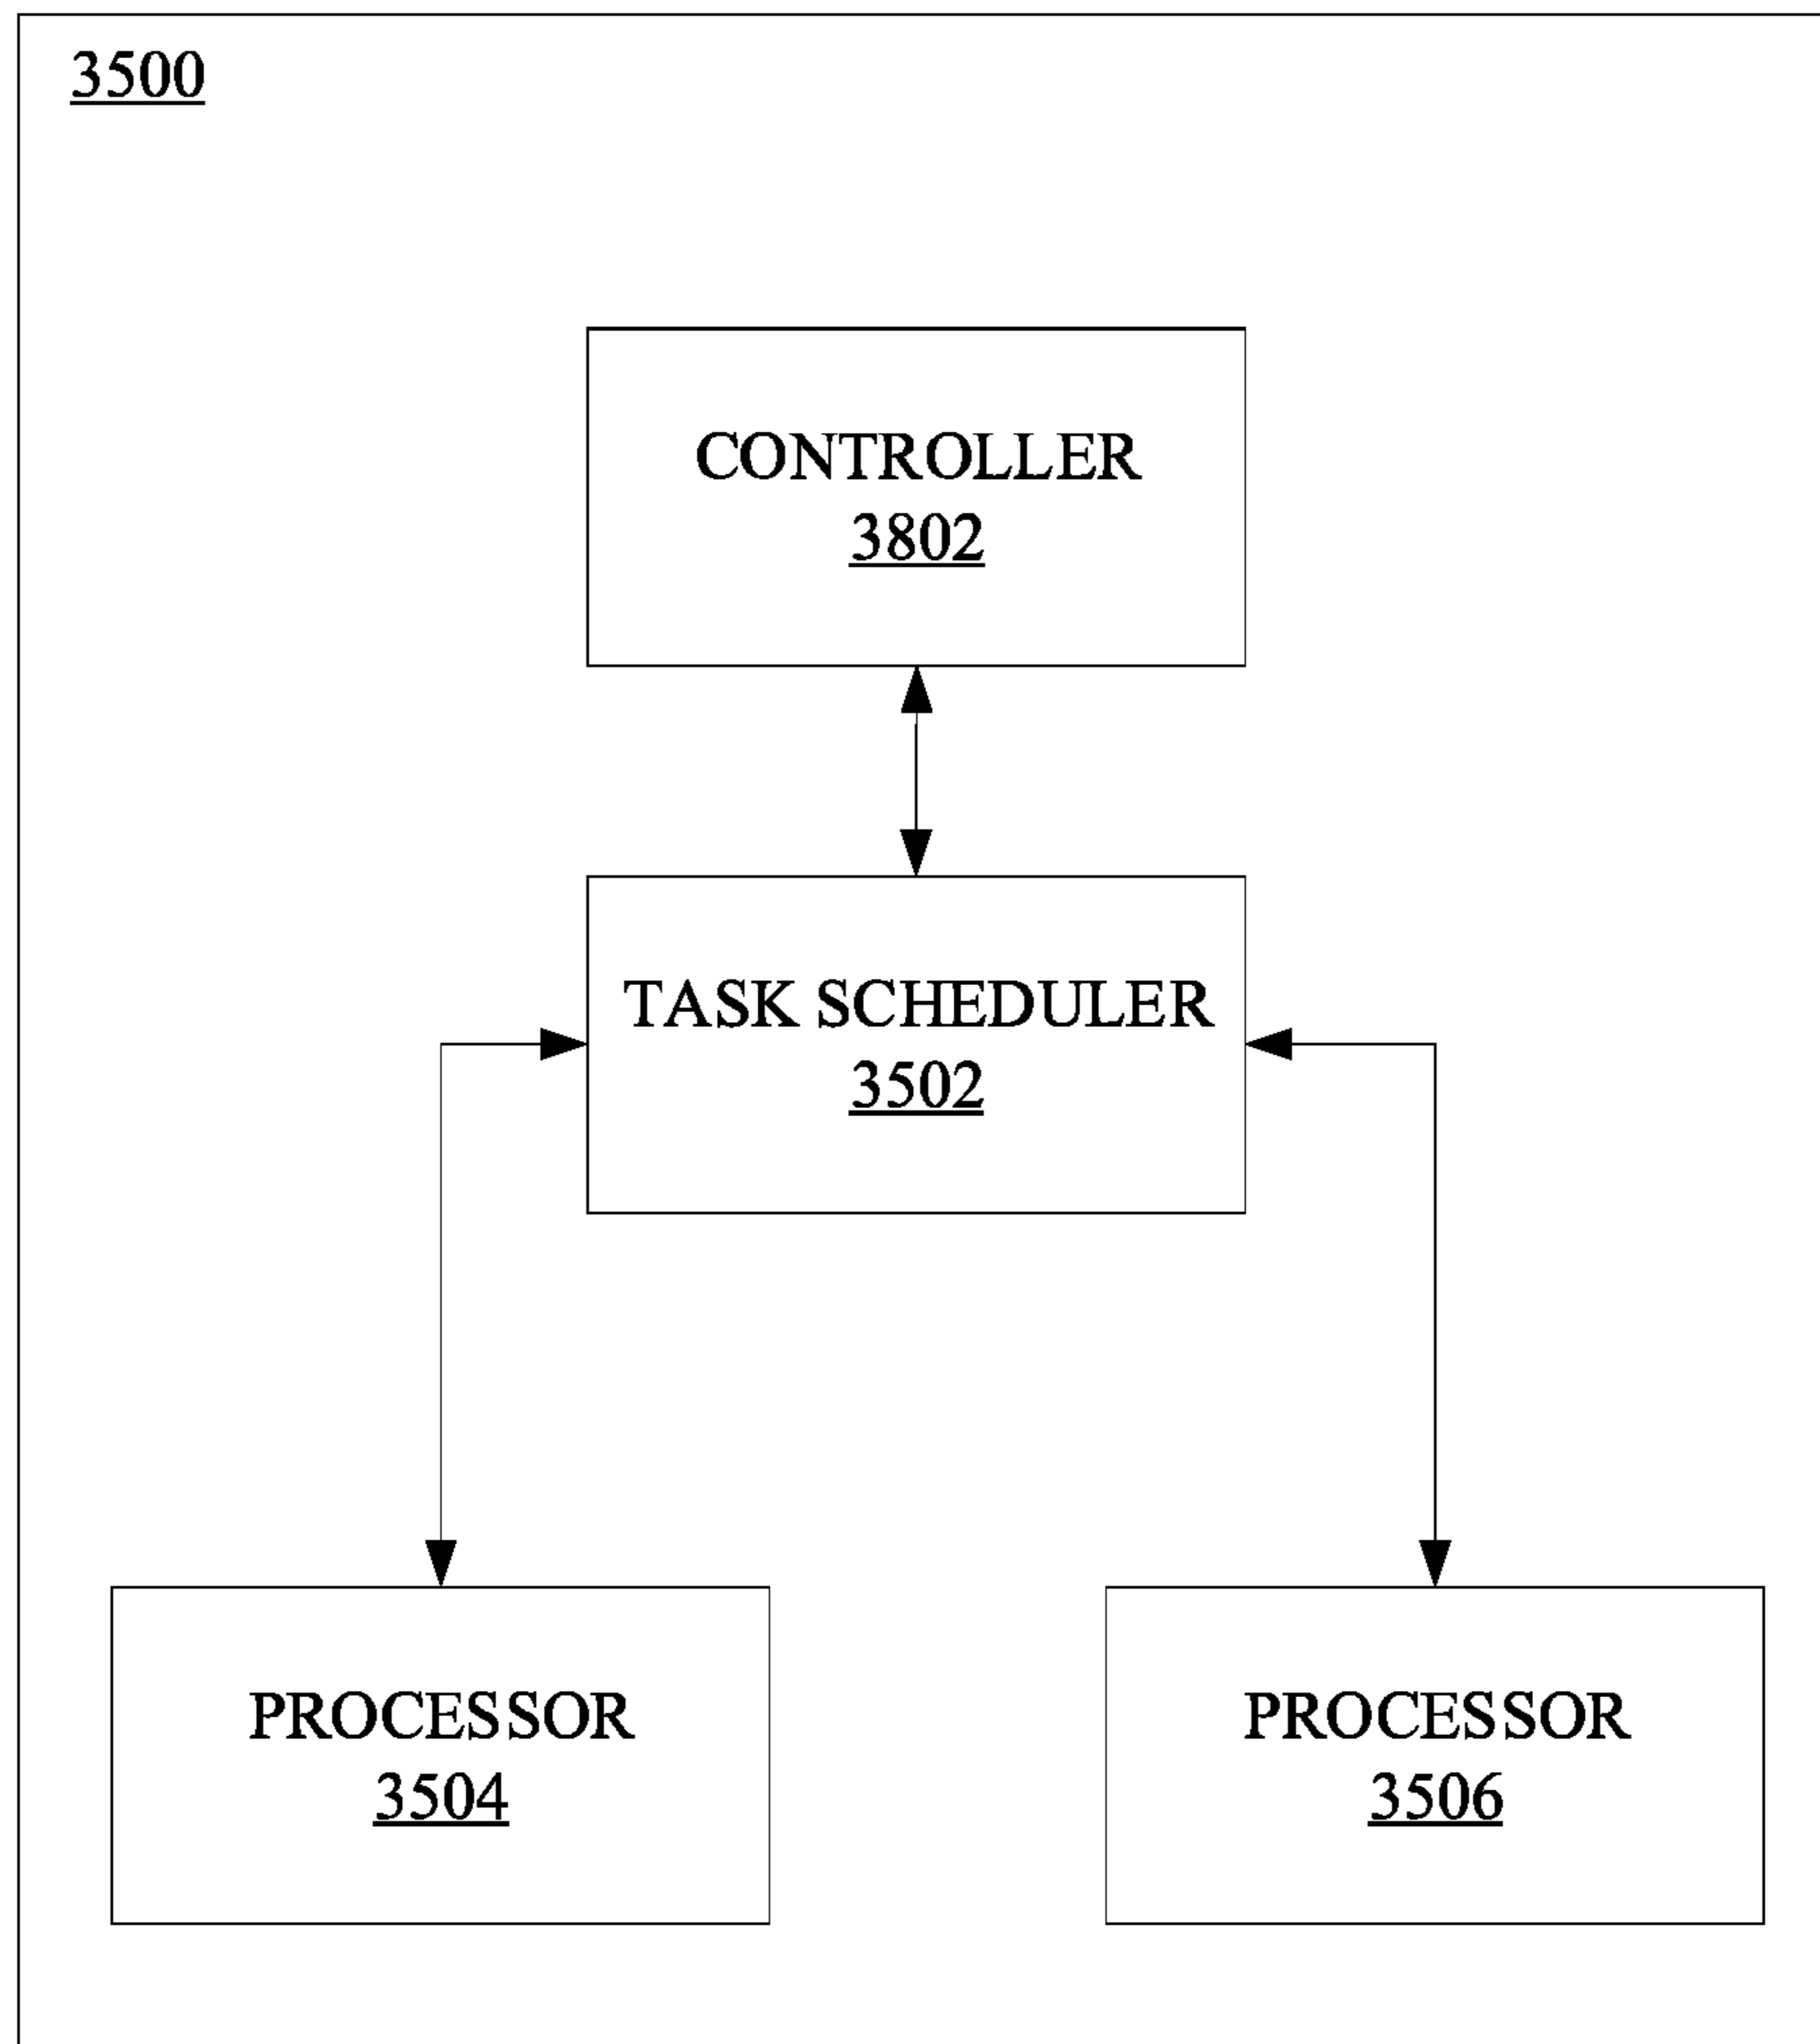 3500
CONTROLLER
3802
TASK SCHEDULER
3502
PROCESSOR
3504
PROCESSOR
3506